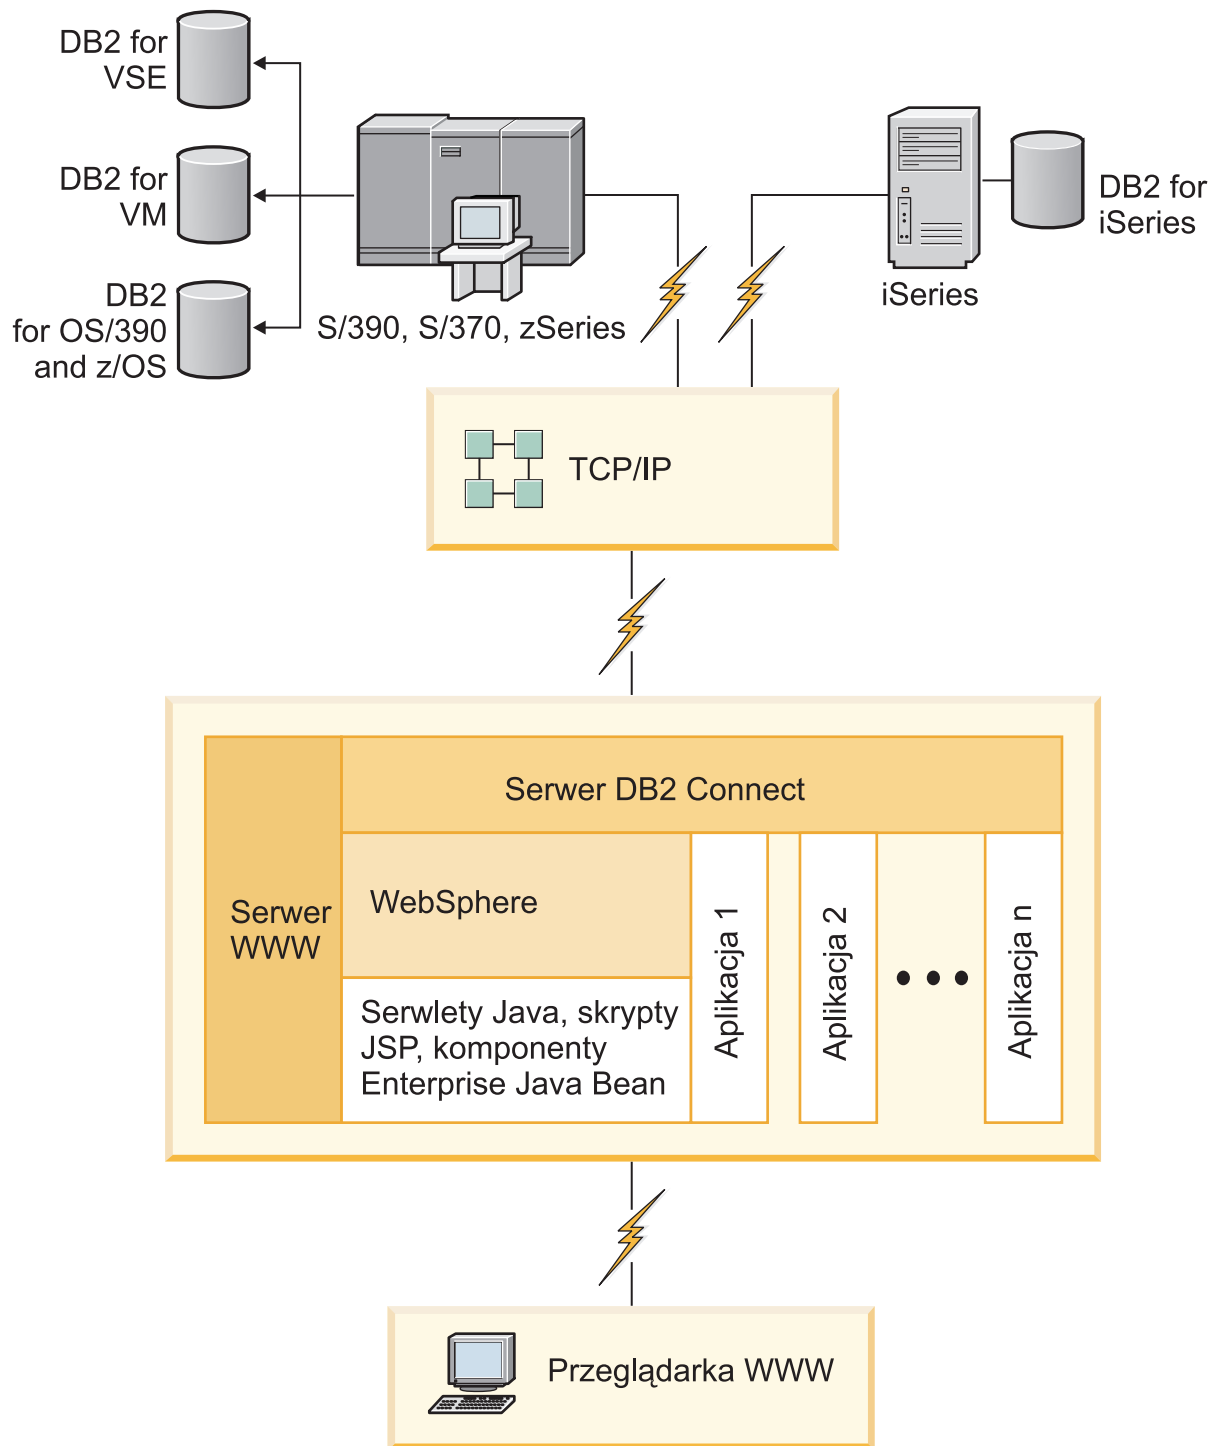 DB2 for
VSE
DB2 for
VM
DB2
for OS/390
and z/OS
S/390, S/370, zSeries
iSeries
DB2 for
iSeries
TCP/IP
Serwer DB2 Connect
Serwer
WWW
WebSphere
Serwlety Java, skrypty
JSP, komponenty
Enterprise Java Bean
Aplikacja 1
Aplikacja 2
Aplikacja n
Przeglądarka WWW